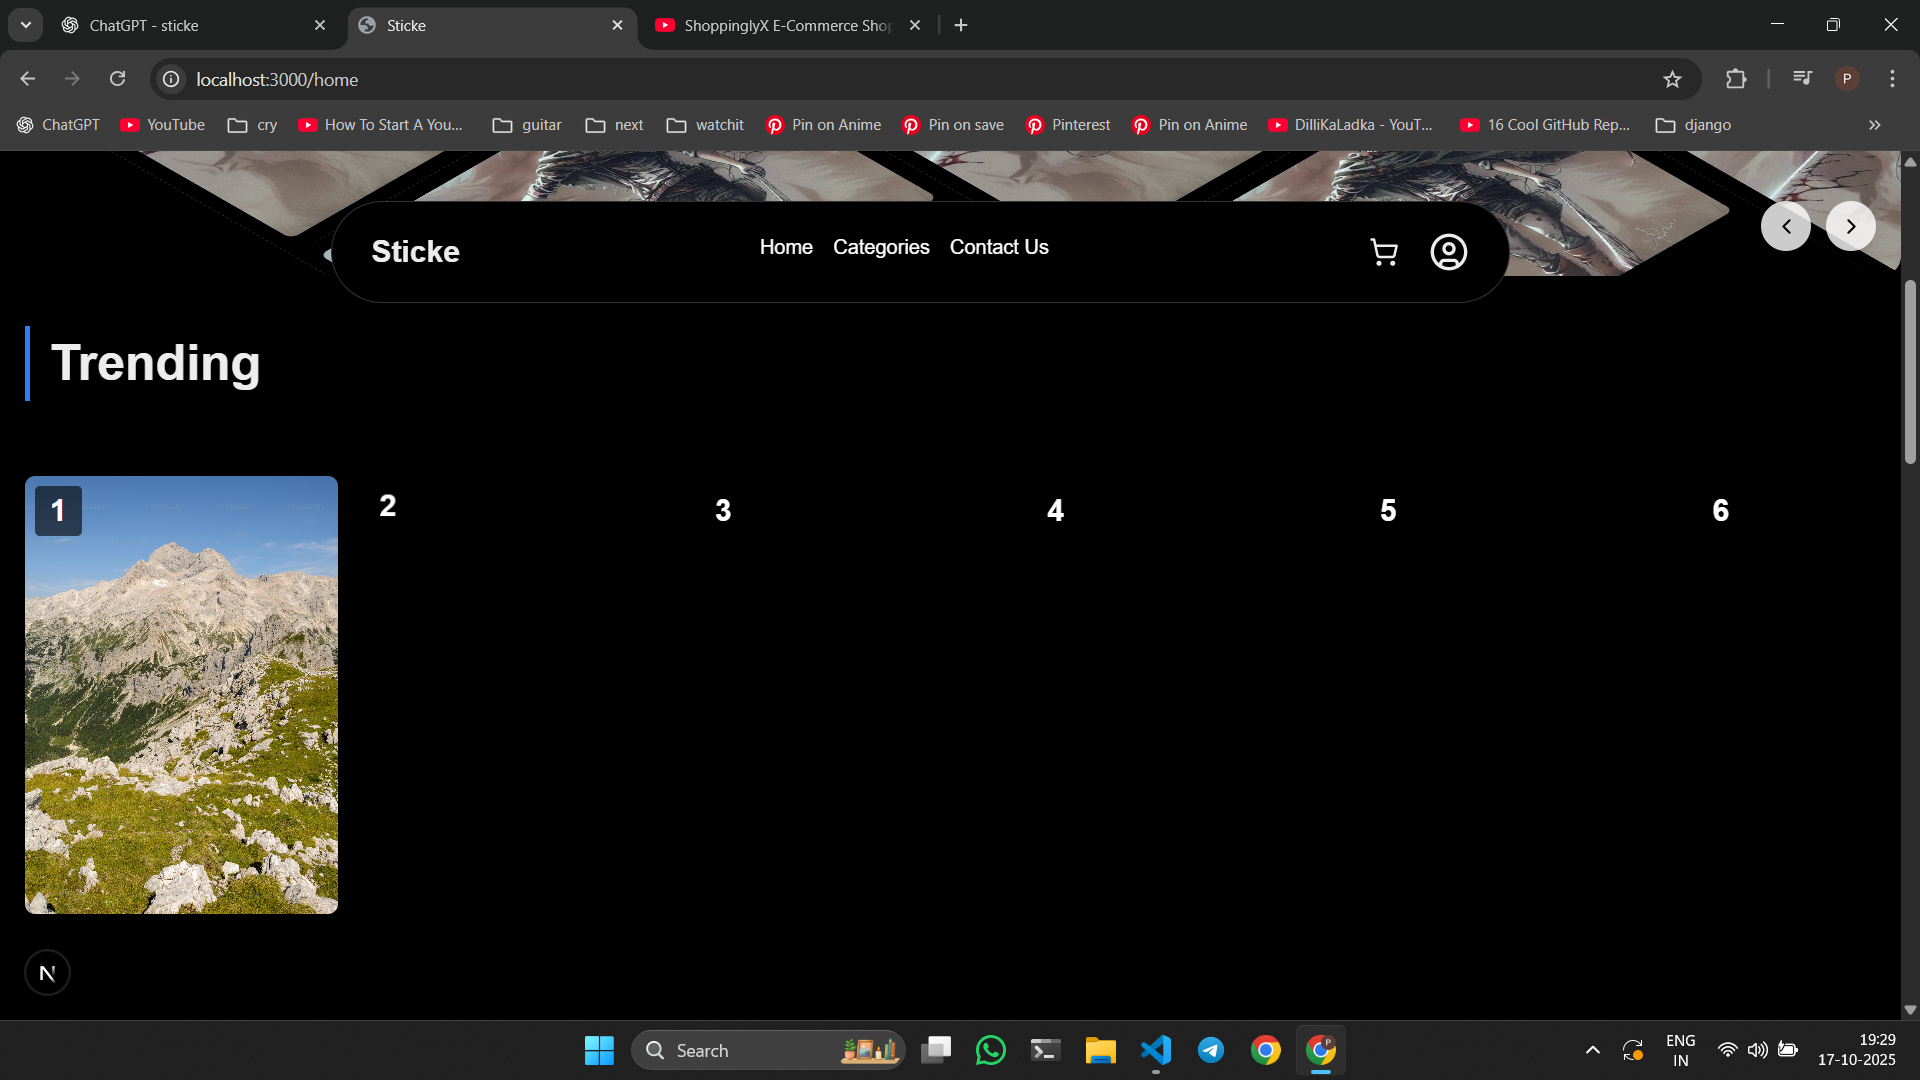 ChatGPT - sticke
Sticke
ShoppinglyX E-Commerce Shop
localhost:3000/home
P
ChatGPT
YouTube
cry
How To Start A You...
guitar
next
watchit
Pin on Anime
Pin on save
Pinterest
Pin on Anime
DilliKaLadka - YouT...
16 Cool GitHub Rep...
django
Sticke
Home
Categories
Contact Us
Trending
1
2
3
4
5
6
N
Search
P
ENG
IN
19:29
17-10-2025